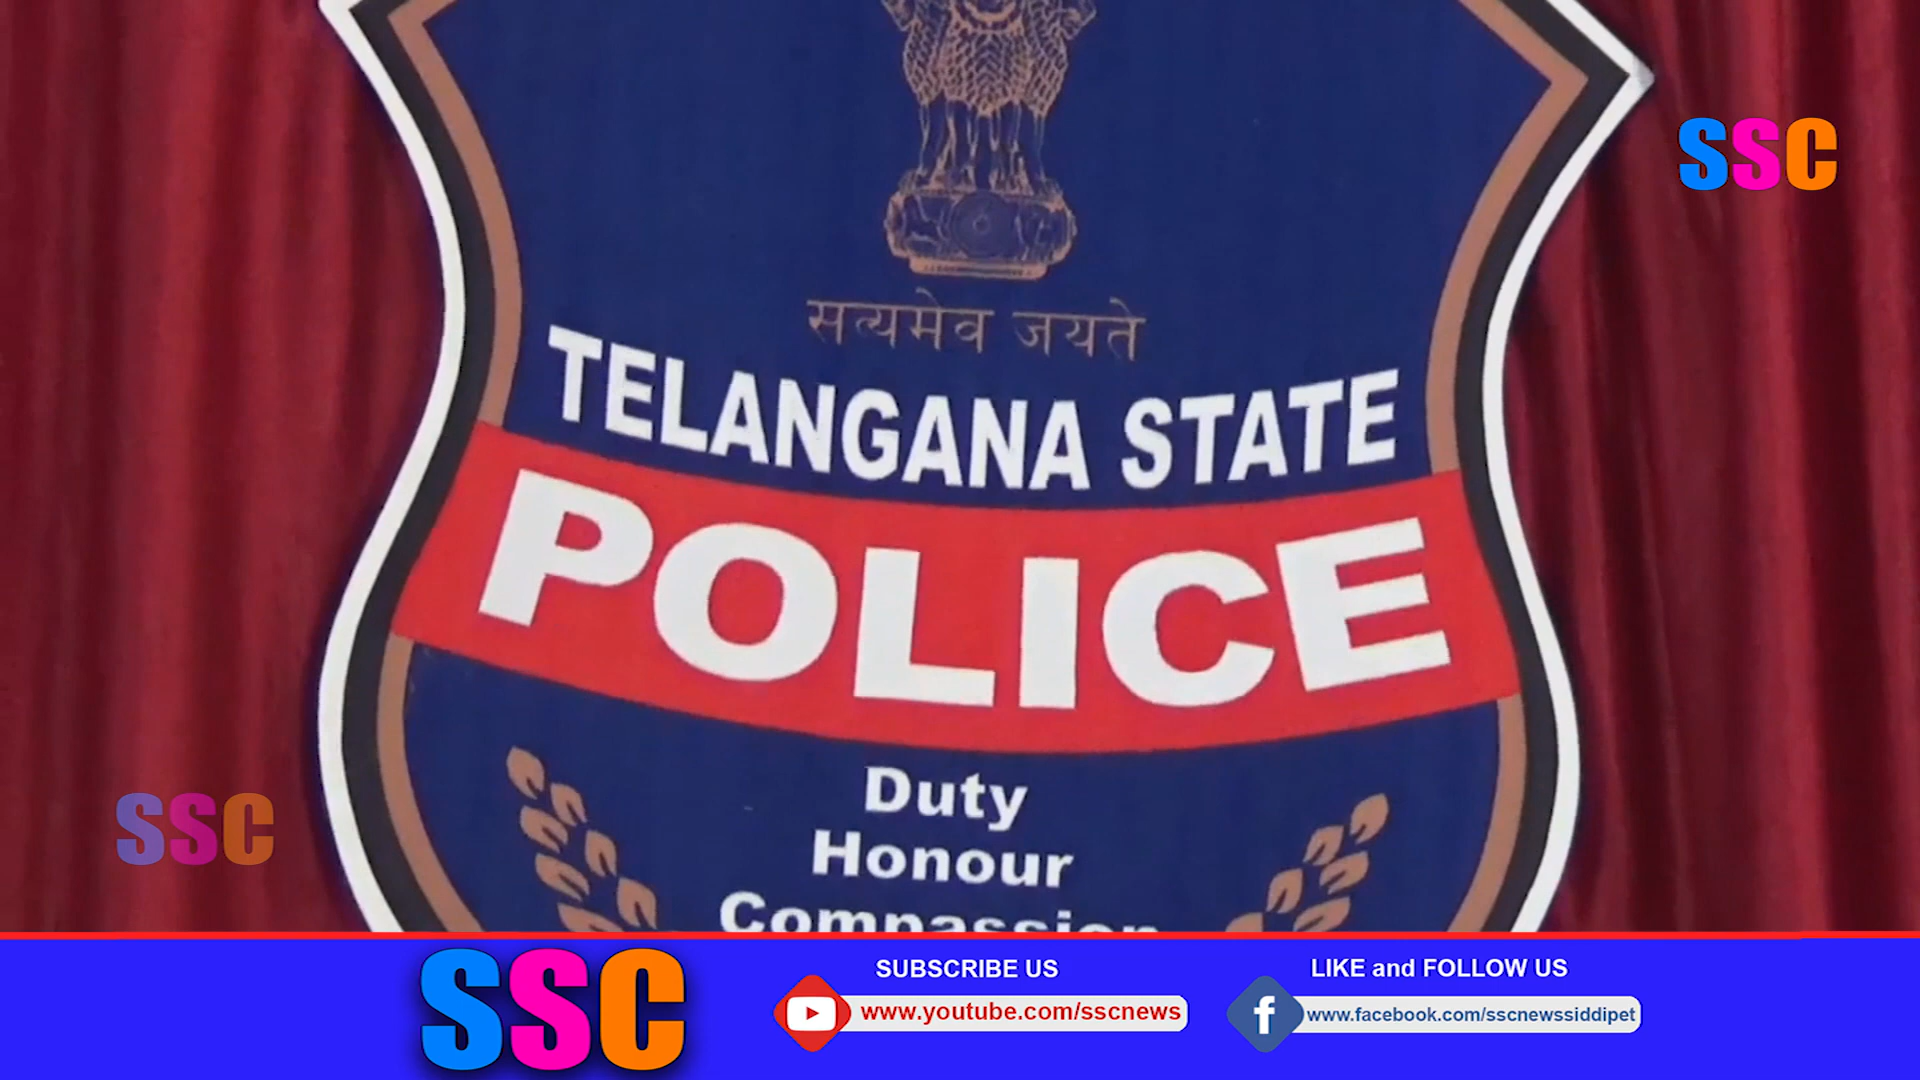 SSC
सत्यमेव जयते
TELANGANA STATE
POLICE
Duty
Honour
Compassion
SSC
SSC
SUBSCRIBE US
www.youtube.com/sscnews
LIKE and FOLLOW US
www.facebook.com/sscnewssiddipet